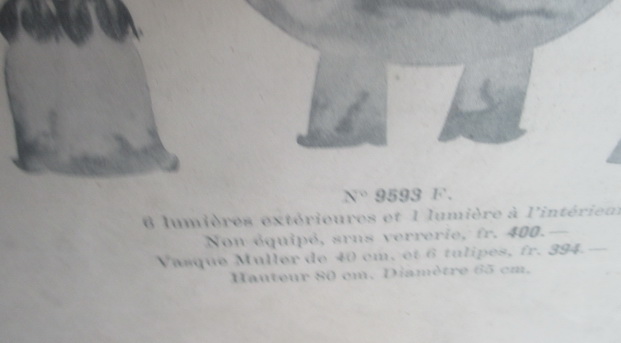 N° 9593 F.
6 lumières extérieures et 1 lumière à l'intérieur
Non équipé, srns verrerie, fr. 400.—
Vasque Muller de 40 cm. et 6 tulipes, fr. 394.—
Hauteur 80 cm. Diamètre 65 cm.